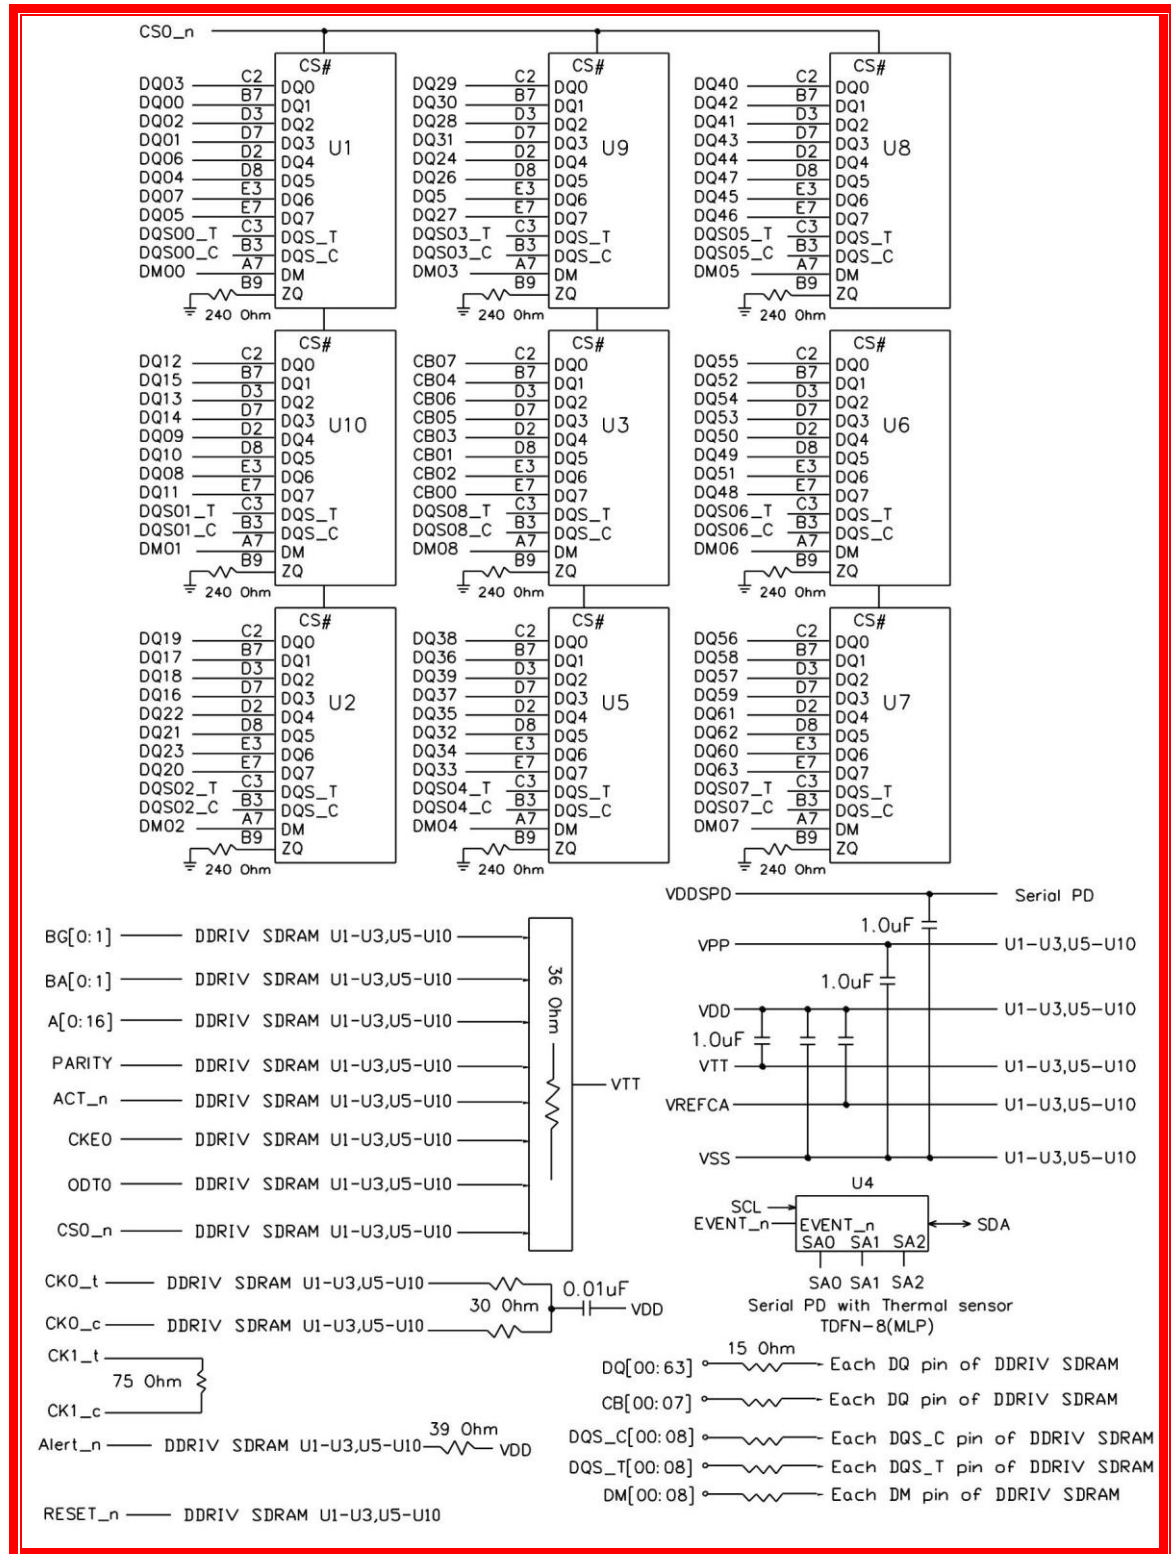 CS0_n
CS#
DQ03 C2 DQ0
DQ00 B7 DQ1
DQ02 D3 DQ2
DQ01 D7 DQ3
DQ06 D2 DQ4
DQ04 D8 DQ5
DQ07 E3 DQ6
DQ05 E7 DQ7
DQS00_T C3 DQS_T
DQS00_C B3 DQS_C
DM00 A7 DM
B9 ZQ
240 Ohm
U1
CS#
DQ29 C2 DQ0
DQ30 B7 DQ1
DQ28 D3 DQ2
DQ31 D7 DQ3
DQ24 D2 DQ4
DQ26 D8 DQ5
DQ5 E3 DQ6
DQ27 E7 DQ7
DQS03_T C3 DQS_T
DQS03_C B3 DQS_C
DM03 A7 DM
B9 ZQ
240 Ohm
U9
CS#
DQ40 C2 DQ0
DQ42 B7 DQ1
DQ41 D3 DQ2
DQ43 D7 DQ3
DQ44 D2 DQ4
DQ47 D8 DQ5
DQ45 E3 DQ6
DQ46 E7 DQ7
DQS05_T C3 DQS_T
DQS05_C B3 DQS_C
DM05 A7 DM
B9 ZQ
240 Ohm
U8
CS#
DQ12 C2 DQ0
DQ15 B7 DQ1
DQ13 D3 DQ2
DQ14 D7 DQ3
DQ09 D2 DQ4
DQ10 D8 DQ5
DQ08 E3 DQ6
DQ11 E7 DQ7
DQS01_T C3 DQS_T
DQS01_C B3 DQS_C
DM01 A7 DM
B9 ZQ
240 Ohm
U10
CS#
CB07 C2 DQ0
CB04 B7 DQ1
CB06 D3 DQ2
CB05 D7 DQ3
CB03 D2 DQ4
CB01 D8 DQ5
CB02 E3 DQ6
CB00 E7 DQ7
DQS08_T C3 DQS_T
DQS08_C B3 DQS_C
DM08 A7 DM
B9 ZQ
240 Ohm
U3
CS#
DQ55 C2 DQ0
DQ52 B7 DQ1
DQ54 D3 DQ2
DQ53 D7 DQ3
DQ50 D2 DQ4
DQ49 D8 DQ5
DQ51 E3 DQ6
DQ48 E7 DQ7
DQS06_T C3 DQS_T
DQS06_C B3 DQS_C
DM06 A7 DM
B9 ZQ
240 Ohm
U6
CS#
DQ19 C2 DQ0
DQ17 B7 DQ1
DQ18 D3 DQ2
DQ16 D7 DQ3
DQ22 D2 DQ4
DQ21 D8 DQ5
DQ23 E3 DQ6
DQ20 E7 DQ7
DQS02_T C3 DQS_T
DQS02_C B3 DQS_C
DM02 A7 DM
B9 ZQ
240 Ohm
U2
CS#
DQ38 C2 DQ0
DQ36 B7 DQ1
DQ39 D3 DQ2
DQ37 D7 DQ3
DQ35 D2 DQ4
DQ32 D8 DQ5
DQ34 E3 DQ6
DQ33 E7 DQ7
DQS04_T C3 DQS_T
DQS04_C B3 DQS_C
DM04 A7 DM
B9 ZQ
240 Ohm
U5
CS#
DQ56 C2 DQ0
DQ58 B7 DQ1
DQ57 D3 DQ2
DQ59 D7 DQ3
DQ61 D2 DQ4
DQ62 D8 DQ5
DQ60 E3 DQ6
DQ63 E7 DQ7
DQS07_T C3 DQS_T
DQS07_C B3 DQS_C
DM07 A7 DM
B9 ZQ
240 Ohm
U7
BG[0:1] DDRIV SDRAM U1-U3,U5-U10
BA[0:1] DDRIV SDRAM U1-U3,U5-U10
A[0:16] DDRIV SDRAM U1-U3,U5-U10
PARITY DDRIV SDRAM U1-U3,U5-U10
ACT_n DDRIV SDRAM U1-U3,U5-U10
CKE0 DDRIV SDRAM U1-U3,U5-U10
ODT0 DDRIV SDRAM U1-U3,U5-U10
CS0_n DDRIV SDRAM U1-U3,U5-U10
36 Ohm
VTT
CK0_t DDRIV SDRAM U1-U3,U5-U10
30 Ohm
0.01uF
VDD
CK0_c DDRIV SDRAM U1-U3,U5-U10
CK1_t
75 Ohm
CK1_c
39 Ohm
Alert_n DDRIV SDRAM U1-U3,U5-U10 VDD
RESET_n DDRIV SDRAM U1-U3,U5-U10
VDDSPD Serial PD
1.0uF
VPP U1-U3,U5-U10
1.0uF
VDD U1-U3,U5-U10
1.0uF
VTT U1-U3,U5-U10
VREFCA U1-U3,U5-U10
VSS U1-U3,U5-U10
U4
SCL
EVENT_n EVENT_n SDA
SA0 SA1 SA2
SA0 SA1 SA2
Serial PD with Thermal sensor
TDFN-8(MLP)
15 Ohm
DQ[00:63] Each DQ pin of DDRIV SDRAM
CB[00:07] Each DQ pin of DDRIV SDRAM
DQS_C[00:08] Each DQS_C pin of DDRIV SDRAM
DQS_T[00:08] Each DQS_T pin of DDRIV SDRAM
DM[00:08] Each DM pin of DDRIV SDRAM